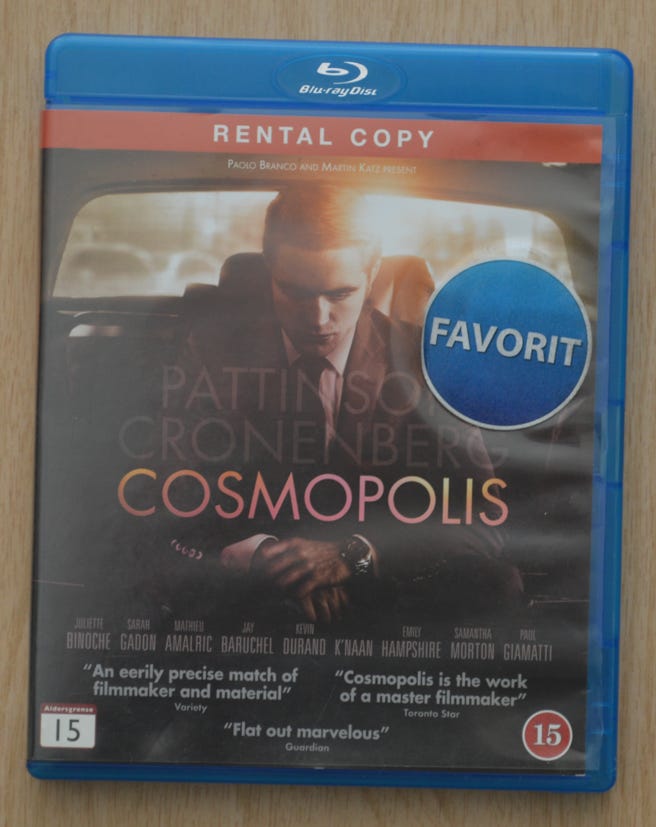 Blu-ray Disc
RENTAL COPY
PAOLO BRANCO AND MARTIN KATZ PRESENT
FAVORIT
PATTINSON
CRONENBERG
COSMOPOLIS
JULIETTE BINOCHE SARAH GADON MATHIEU AMALRIC JAY BARUCHEL KEVIN DURAND K'NAAN EMILY HAMPSHIRE SAMANTHA MORTON PAUL GIAMATTI
"An eerily precise match of
filmmaker and material"
Variety
"Cosmopolis is the work
of a master filmmaker"
Toronto Star
"Flat out marvelous"
Guardian
Aldersgrense
15
15